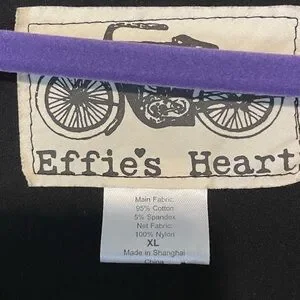 Effie's Heart
Main Fabric:
95% Cotton
5% Spandex
Net Fabric:
100% Nylon
XL
Made in Shanghai
China